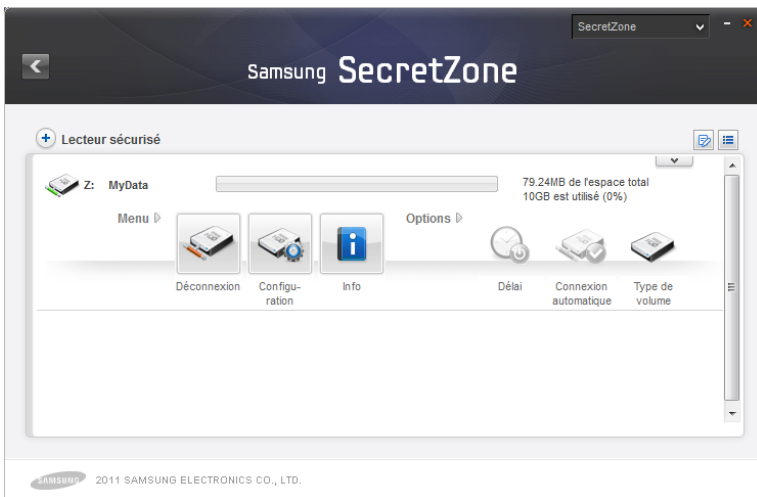 SecretZone
Samsung SecretZone
Lecteur sécurisé
Z: MyData
79.24MB de l'espace total
10GB est utilisé (0%)
Menu
Options
Déconnexion
Configu-
ration
Info
Délai
Connexion
automatique
Type de
volume
SAMSUNG
2011 SAMSUNG ELECTRONICS CO., LTD.